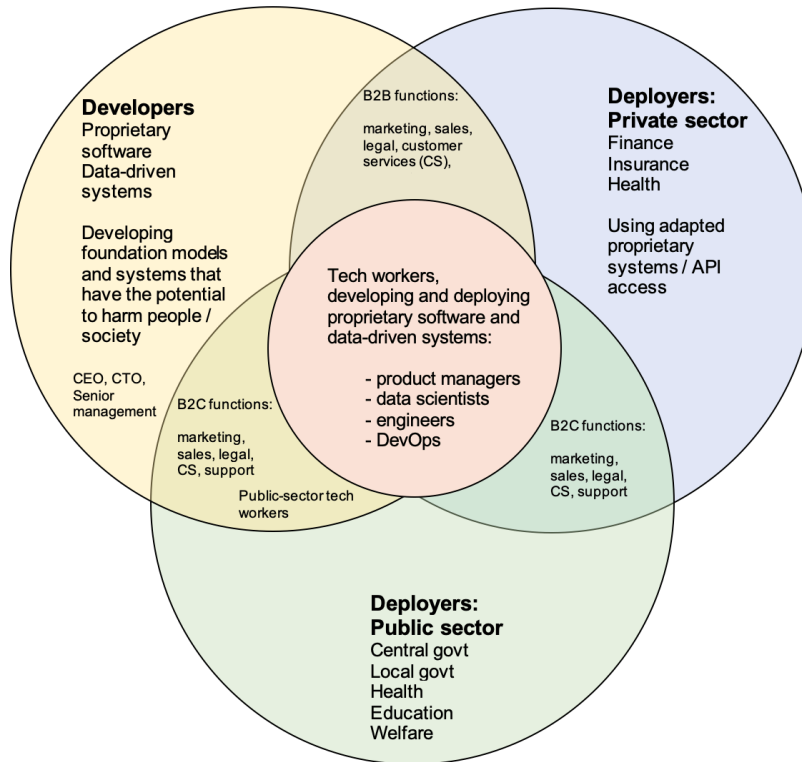 Developers
Proprietary
software
Data-driven
systems
Developing
foundation models
and systems that
have the potential
to harm people /
society
CEO, CTO,
Senior
management
B2B functions:
marketing, sales,
legal, customer
services (CS),
Deployers:
Private sector
Finance
Insurance
Health
Using adapted
proprietary
systems / API
access
Tech workers,
developing and deploying
proprietary software and
data-driven systems:
- product managers
- data scientists
- engineers
- DevOps
B2C functions:
marketing,
sales, legal,
CS, support
Public-sector tech
workers
B2C functions:
marketing,
sales, legal,
CS, support
Deployers:
Public sector
Central govt
Local govt
Health
Education
Welfare